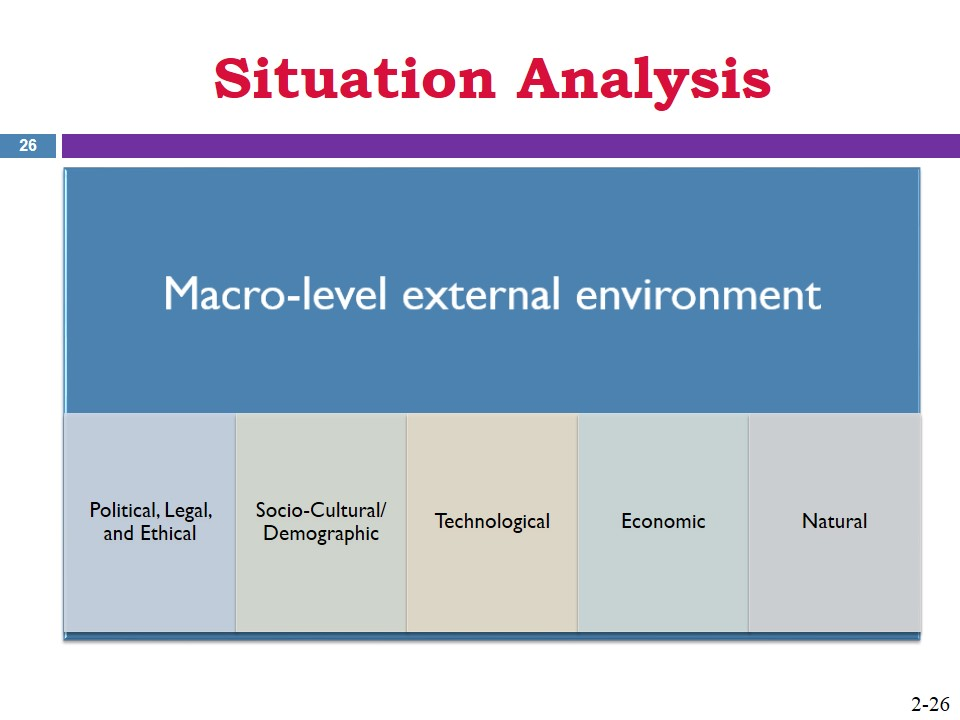 Situation Analysis
26
Macro-level external environment
Political, Legal,
and Ethical
Socio-Cultural/
Demographic
Technological
Economic
Natural
2-26